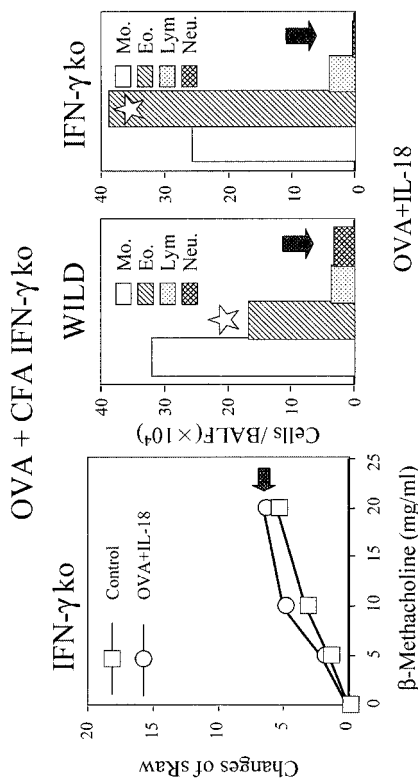 OVA + CFA IFN-γ ko
IFN-γ ko
Control
OVA+IL-18
Changes of sRaw
20
15
10
5
0
0
5
10
15
20
25
β-Methacholine (mg/ml)
WILD
Mo.
Eo.
Lym
Neu.
Cells/BALF(×10⁴)
40
30
20
10
0
IFN-γ ko
Mo.
Eo.
Lym
Neu.
40
30
20
10
0
OVA+IL-18